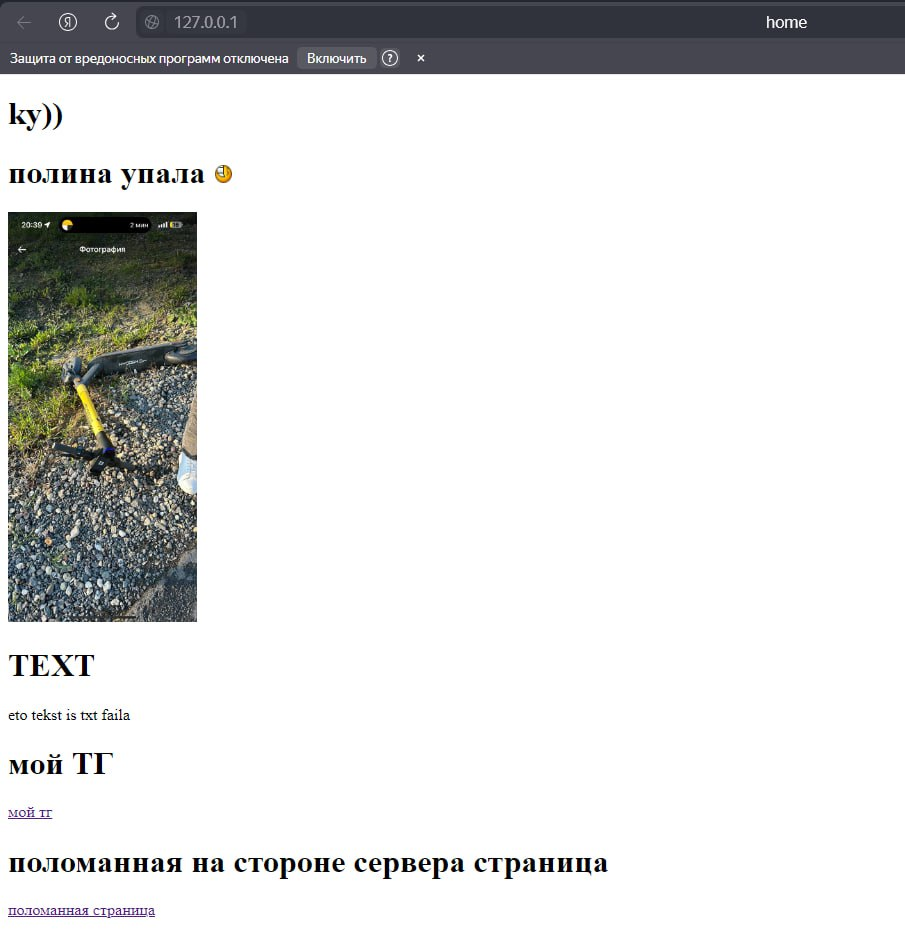 Я
127.0.0.1
home
Защита от вредоносных программ отключена
Включить
?
ky))
полина упала
20:39
2 мин
Фотография
TEXT
eto tekst is txt faila
мой ТГ
мой тг
поломанная на стороне сервера страница
поломанная страница